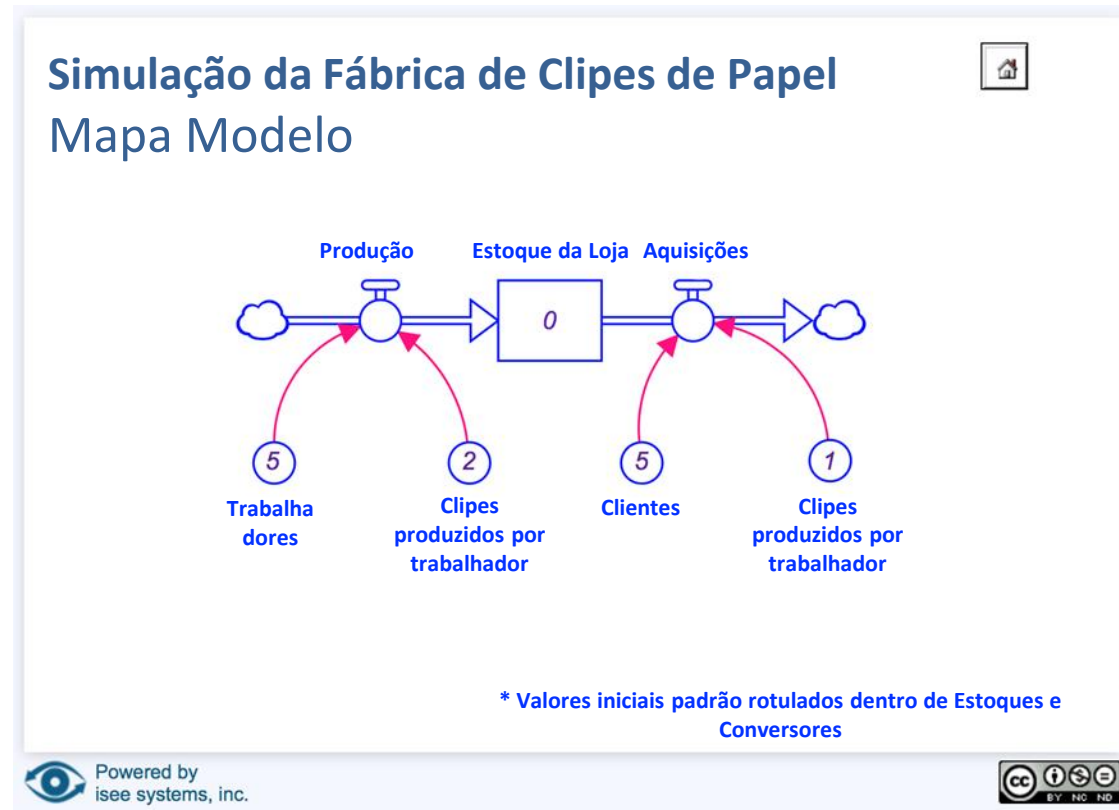 Simulação da Fábrica de Clipes de Papel
Mapa Modelo
Produção
Estoque da Loja
Aquisições
0
5
2
5
1
Trabalha
dores
Clipes
produzidos por
trabalhador
Clientes
Clipes
produzidos por
trabalhador
* Valores iniciais padrão rotulados dentro de Estoques e
Conversores
Powered by
isee systems, inc.
cc
BY NC ND